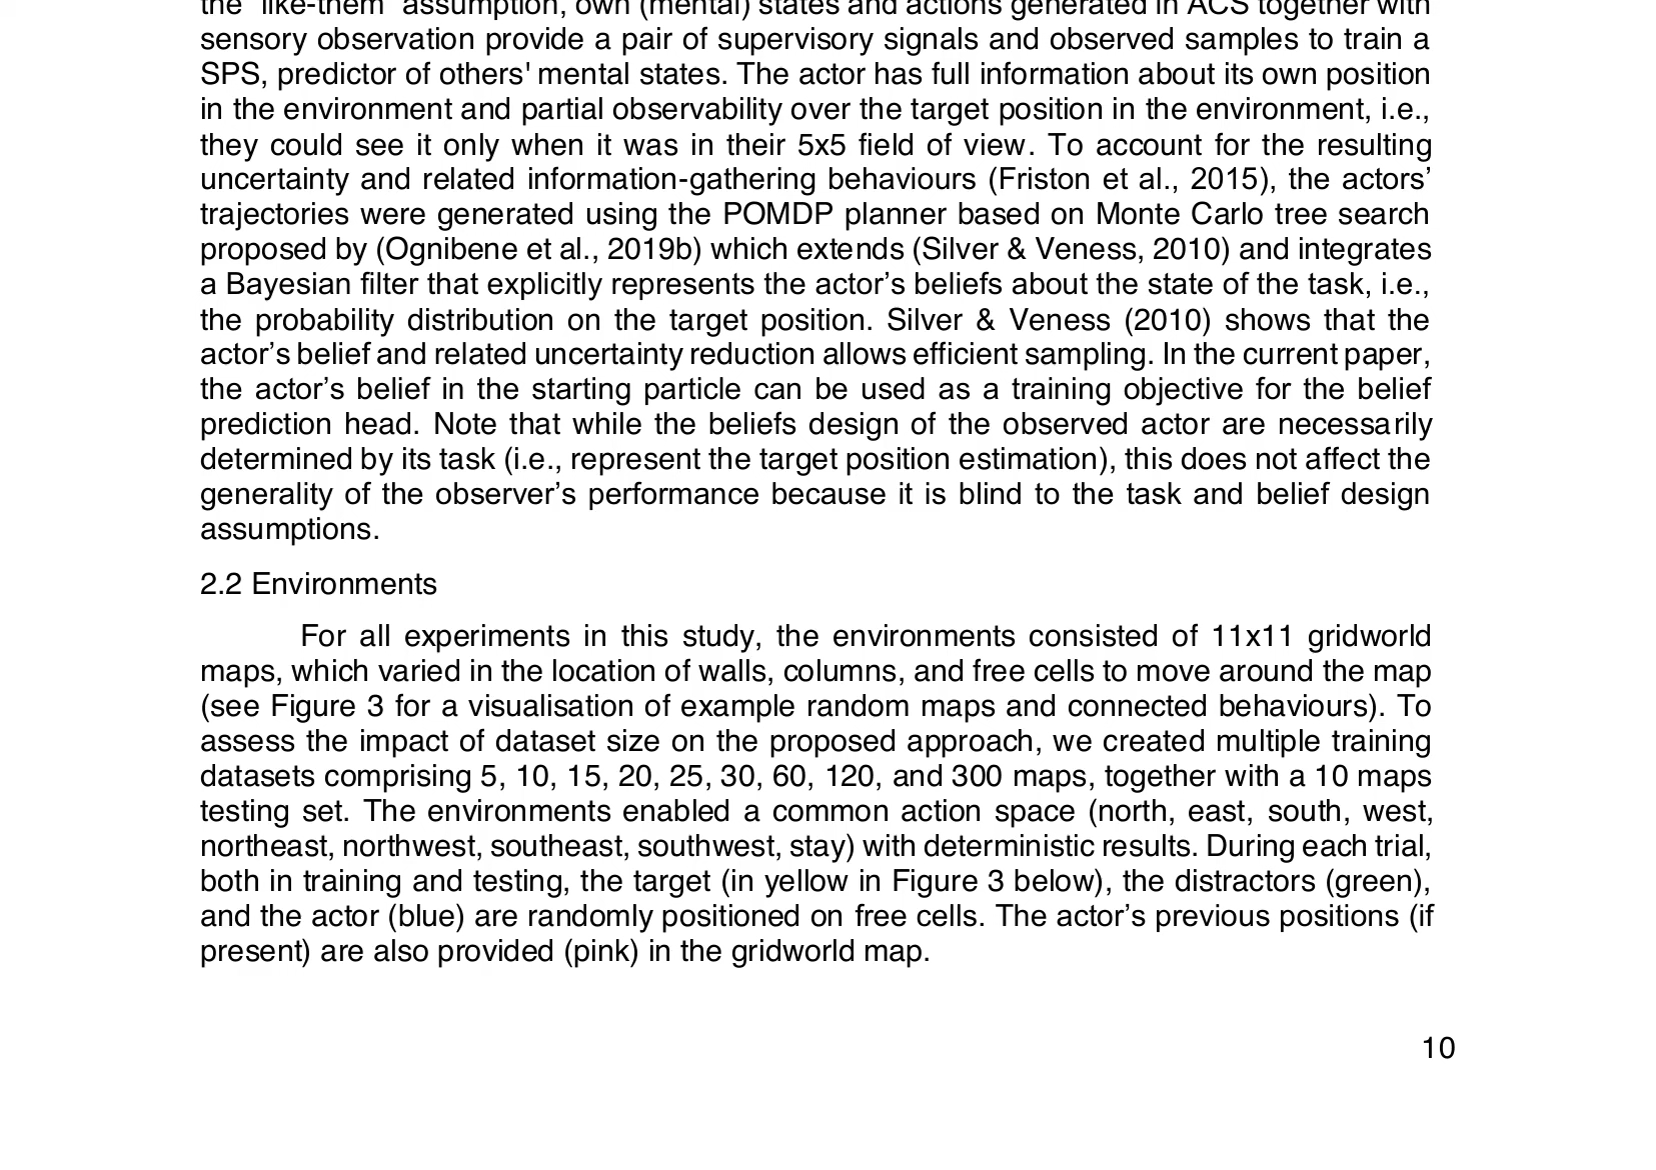 the "like-them" assumption, own (mental) states and actions generated in ACS together with
sensory observation provide a pair of supervisory signals and observed samples to train a
SPS, predictor of others' mental states. The actor has full information about its own position
in the environment and partial observability over the target position in the environment, i.e.,
they could see it only when it was in their 5x5 field of view. To account for the resulting
uncertainty and related information-gathering behaviours (Friston et al., 2015), the actors’
trajectories were generated using the POMDP planner based on Monte Carlo tree search
proposed by (Ognibene et al., 2019b) which extends (Silver & Veness, 2010) and integrates
a Bayesian filter that explicitly represents the actor’s beliefs about the state of the task, i.e.,
the probability distribution on the target position. Silver & Veness (2010) shows that the
actor’s belief and related uncertainty reduction allows efficient sampling. In the current paper,
the actor’s belief in the starting particle can be used as a training objective for the belief
prediction head. Note that while the beliefs design of the observed actor are necessarily
determined by its task (i.e., represent the target position estimation), this does not affect the
generality of the observer’s performance because it is blind to the task and belief design
assumptions.
2.2 Environments
For all experiments in this study, the environments consisted of 11x11 gridworld
maps, which varied in the location of walls, columns, and free cells to move around the map
(see Figure 3 for a visualisation of example random maps and connected behaviours). To
assess the impact of dataset size on the proposed approach, we created multiple training
datasets comprising 5, 10, 15, 20, 25, 30, 60, 120, and 300 maps, together with a 10 maps
testing set. The environments enabled a common action space (north, east, south, west,
northeast, northwest, southeast, southwest, stay) with deterministic results. During each trial,
both in training and testing, the target (in yellow in Figure 3 below), the distractors (green),
and the actor (blue) are randomly positioned on free cells. The actor’s previous positions (if
present) are also provided (pink) in the gridworld map.
10